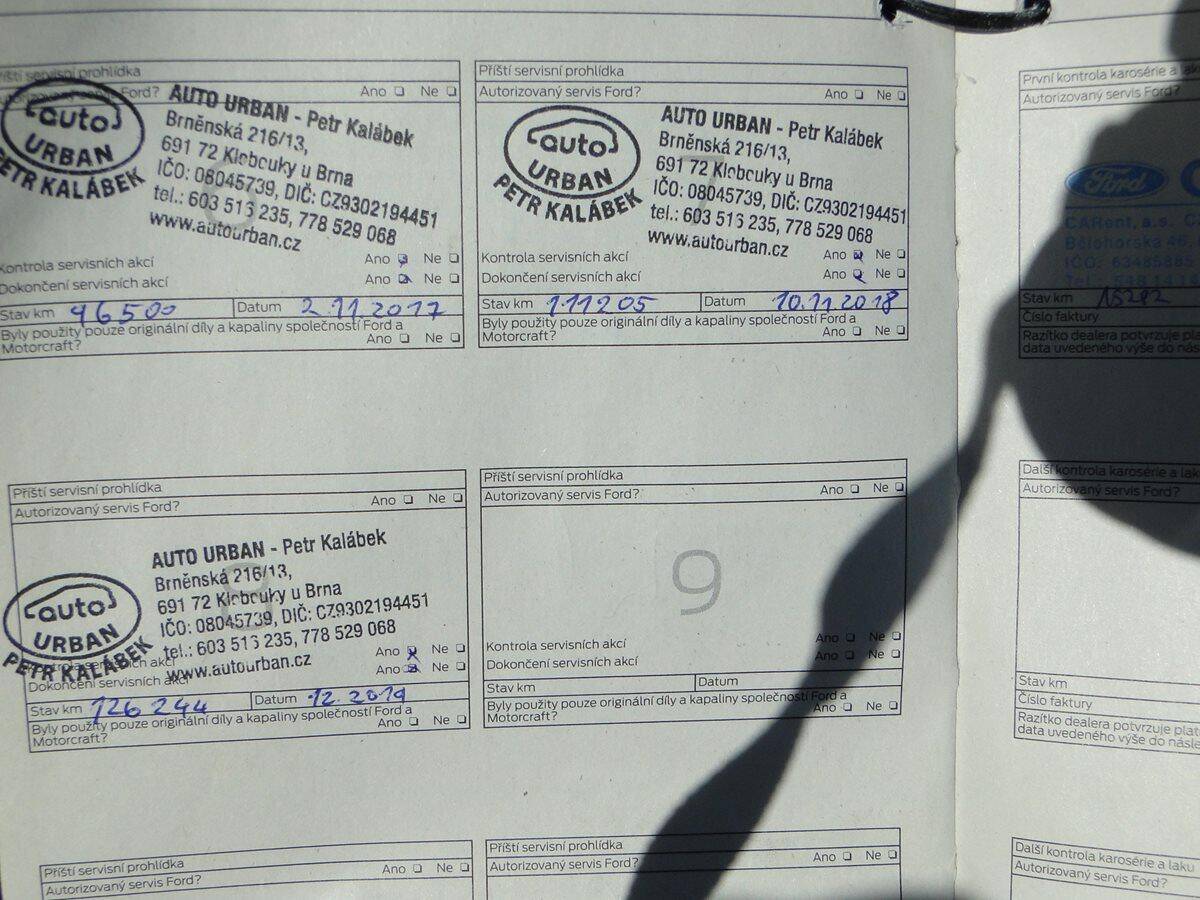 Příští servisní prohlídka
Autorizovaný servis Ford? Ano Ne
auto
URBAN
PETR KALÁBEK
AUTO URBAN - Petr Kalábek
Brněnská 216/13,
691 72 Klobouky u Brna
IČO: 08045739, DIČ: CZ9302194451
tel.: 603 516 235, 778 529 068
www.autourban.cz
Kontrola servisních akcí Ano Ne
Dokončení servisních akcí Ano Ne
Stav km 96500 Datum 2.11.2017
Byly použity pouze originální díly a kapaliny společností Ford a
Motorcraft? Ano Ne
Příští servisní prohlídka
Autorizovaný servis Ford? Ano Ne
auto
URBAN
PETR KALÁBEK
AUTO URBAN - Petr Kalábek
Brněnská 216/13,
691 72 Klobouky u Brna
IČO: 08045739, DIČ: CZ9302194451
tel.: 603 516 235, 778 529 068
www.autourban.cz
Kontrola servisních akcí Ano Ne
Dokončení servisních akcí Ano Ne
Stav km 111205 Datum 10.11.2018
Byly použity pouze originální díly a kapaliny společností Ford a
Motorcraft? Ano Ne
Příští servisní prohlídka
Autorizovaný servis Ford? Ano Ne
8
auto
URBAN
PETR KALÁBEK
AUTO URBAN - Petr Kalábek
Brněnská 216/13,
691 72 Klobouky u Brna
IČO: 08045739, DIČ: CZ9302194451
tel.: 603 516 235, 778 529 068
www.autourban.cz
Kontrola servisních akcí Ano Ne
Dokončení servisních akcí Ano Ne
Stav km 126244 Datum 12.2019
Byly použity pouze originální díly a kapaliny společností Ford a
Motorcraft? Ano Ne
Příští servisní prohlídka
Autorizovaný servis Ford? Ano Ne
9
Kontrola servisních akcí Ano Ne
Dokončení servisních akcí Ano Ne
Stav km Datum
Byly použity pouze originální díly a kapaliny společností Ford a
Motorcraft? Ano Ne
Příští servisní prohlídka
Autorizovaný servis Ford? Ano Ne
Příští servisní prohlídka
Autorizovaný servis Ford? Ano Ne
První kontrola karosérie a
Autorizovaný servis Ford?
Ford
CARent, a.s.
Bělohorská 46,
IČO: 63485885
Stav km 15292
Číslo faktury
Razítko dealera potvrzuje
data uvedeného výše do
Další kontrola karosérie a
Autorizovaný servis Ford?
Stav km
Číslo faktury
Razítko dealera potvrzuje
data uvedeného výše do
Další kontrola karosérie a laku
Autorizovaný servis Ford?